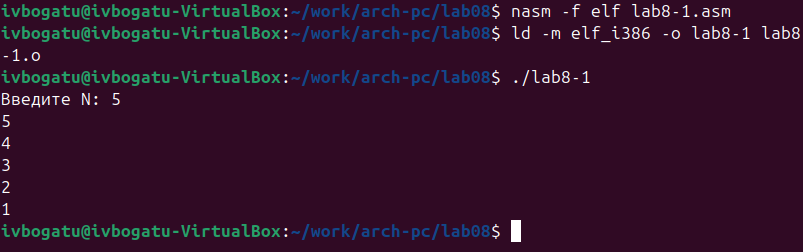 ivbogatu@ivbogatu-VirtualBox:~/work/arch-pc/lab08$ nasm -f elf lab8-1.asm
ivbogatu@ivbogatu-VirtualBox:~/work/arch-pc/lab08$ ld -m elf_i386 -o lab8-1 lab8
-1.o
ivbogatu@ivbogatu-VirtualBox:~/work/arch-pc/lab08$ ./lab8-1
Введите N: 5
5
4
3
2
1
ivbogatu@ivbogatu-VirtualBox:~/work/arch-pc/lab08$